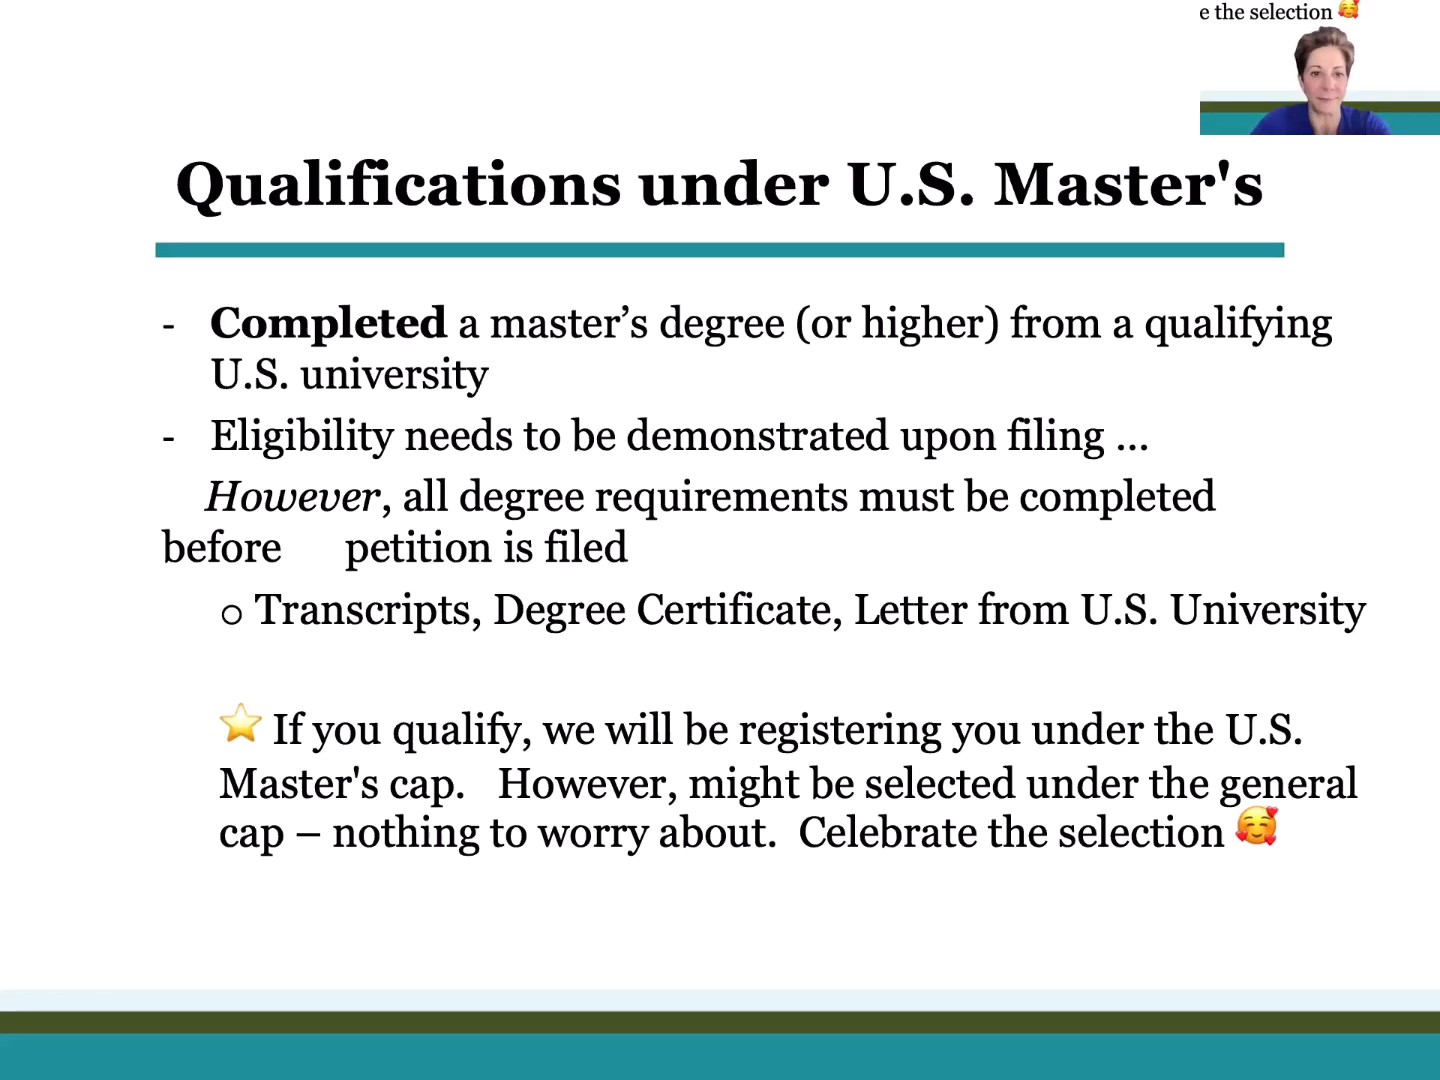 e the selection 🥰
Qualifications under U.S. Master's
- Completed a master’s degree (or higher) from a qualifying
U.S. university
- Eligibility needs to be demonstrated upon filing ...
However, all degree requirements must be completed
before petition is filed
o Transcripts, Degree Certificate, Letter from U.S. University
⭐ If you qualify, we will be registering you under the U.S.
Master's cap. However, might be selected under the general
cap – nothing to worry about. Celebrate the selection 🥰